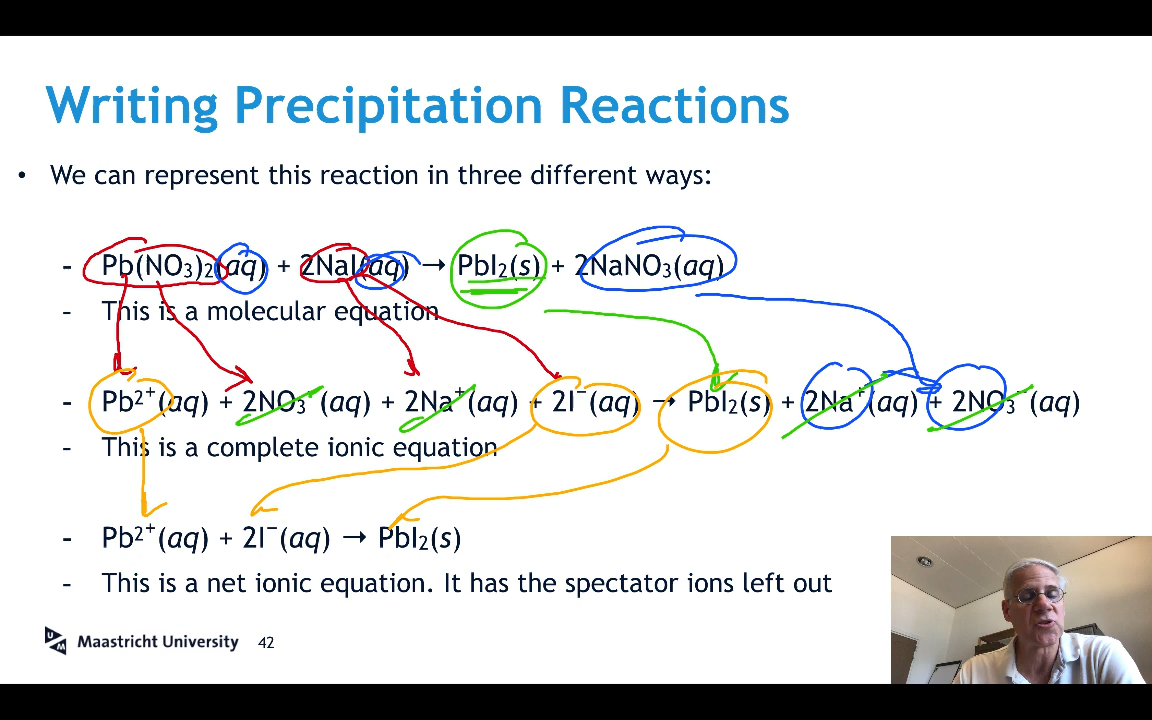 Writing Precipitation Reactions
• We can represent this reaction in three different ways:
- Pb(NO₃)₂(aq) + 2NaI(aq) → PbI₂(s) + 2NaNO₃(aq)
- This is a molecular equation
- Pb²⁺(aq) + 2NO₃⁻(aq) + 2Na⁺(aq) + 2I⁻(aq) → PbI₂(s) + 2Na⁺(aq) + 2NO₃⁻(aq)
- This is a complete ionic equation
- Pb²⁺(aq) + 2I⁻(aq) → PbI₂(s)
- This is a net ionic equation. It has the spectator ions left out
UM Maastricht University 42